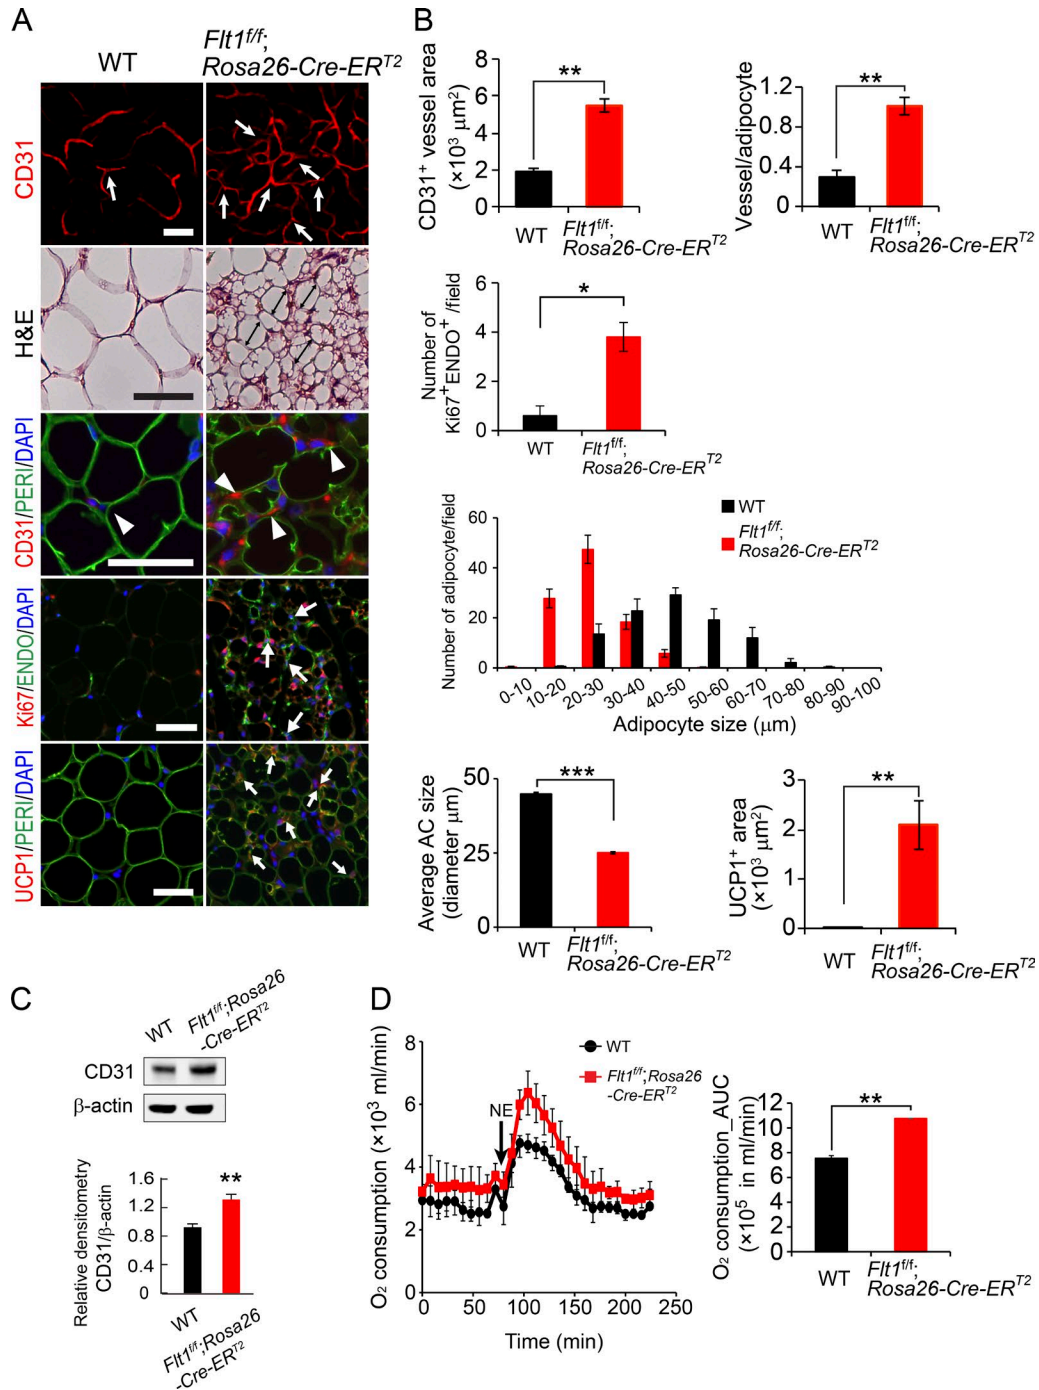 A
WT
Flt1f/f;
Rosa26-Cre-ERT2
CD31
H&E
CD31/PERI/DAPI
Ki67/ENDO/DAPI
UCP1/PERI/DAPI
B
CD31+ vessel area
(×10³ μm²)
8
6
4
2
0
**
WT
Flt1f/f;
Rosa26-Cre-ERT2
Vessel/adipocyte
1.2
0.8
0.4
0
**
WT
Flt1f/f;
Rosa26-Cre-ERT2
Number of
Ki67+ENDO+ /field
6
4
2
0
*
WT
Flt1f/f;
Rosa26-Cre-ERT2
Number of adipocyte/field
60
40
20
0
WT
Flt1f/f;
Rosa26-Cre-ERT2
0-10
10-20
20-30
30-40
40-50
50-60
60-70
70-80
80-90
90-100
Adipocyte size (μm)
Average AC size
(diameter μm)
50
25
0
***
WT
Flt1f/f;
Rosa26-Cre-ERT2
UCP1+ area
(×10³ μm²)
3
2
1
0
**
WT
Flt1f/f;
Rosa26-Cre-ERT2
C
WT
Flt1f/f;Rosa26
-Cre-ERT2
CD31
β-actin
Relative densitometry
CD31/β-actin
1.6
1.2
0.8
0.4
0
**
WT
Flt1f/f;Rosa26
-Cre-ERT2
D
O₂ consumption (×10³ ml/min)
8
6
4
2
0
NE
WT
Flt1f/f;Rosa26
-Cre-ERT2
0 50 100 150 200 250
Time (min)
O₂ consumption_AUC
(×10⁵ in ml/min)
12
10
8
6
4
2
0
**
WT
Flt1f/f;
Rosa26-Cre-ERT2